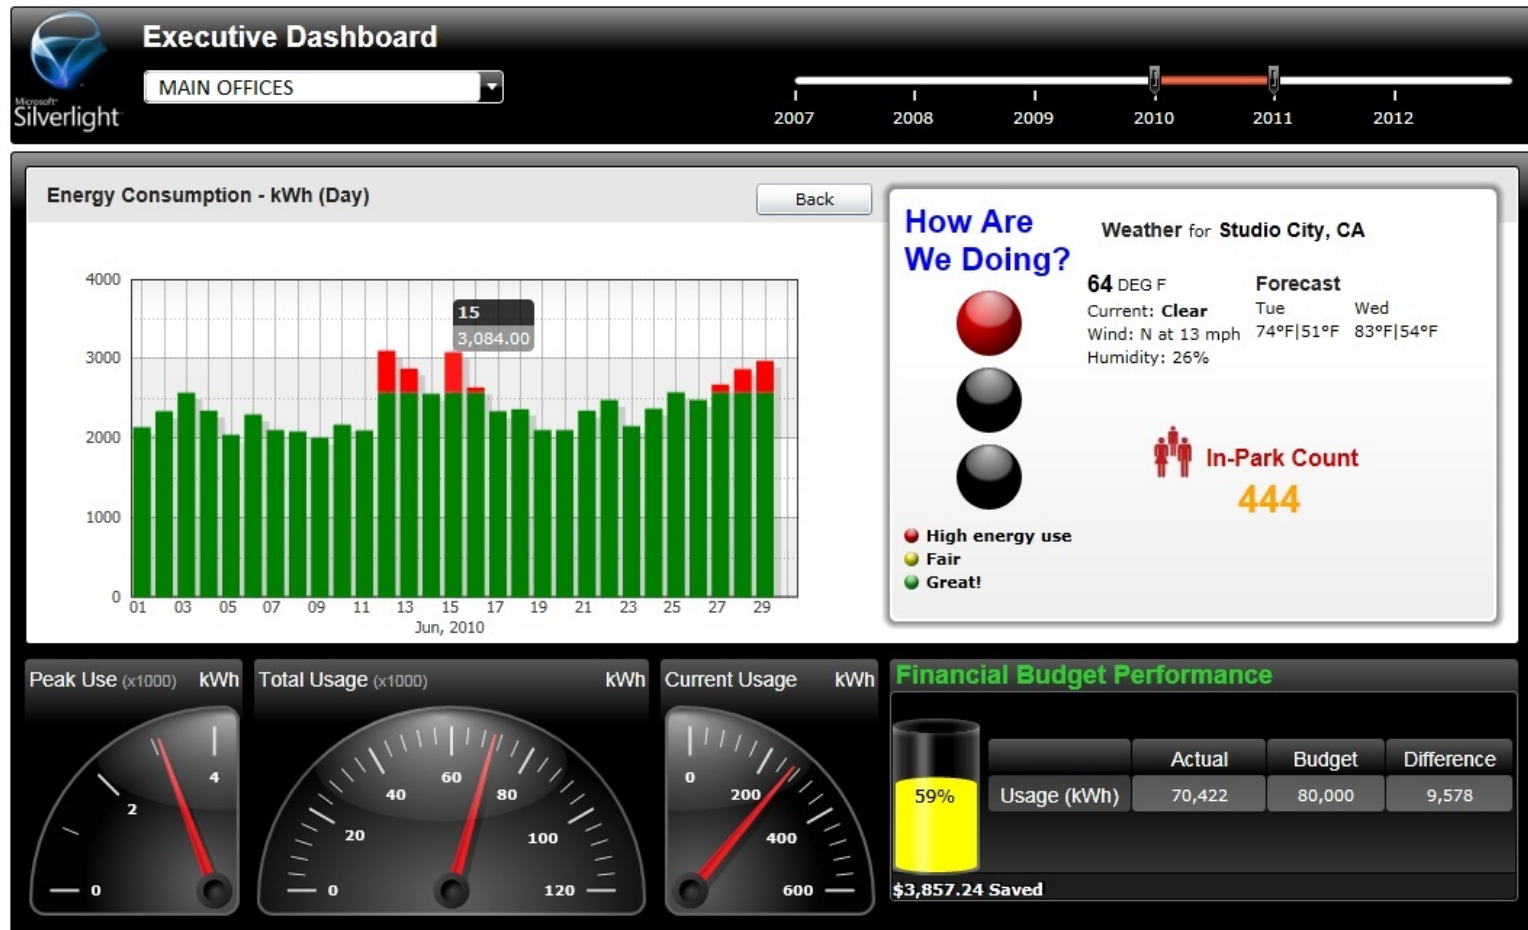 Executive Dashboard
MAIN OFFICES
Microsoft
Silverlight
2007 2008 2009 2010 2011 2012
Energy Consumption - kWh (Day)
Back
4000
3000
2000
1000
0
15
3,084.00
01 03 05 07 09 11 13 15 17 19 21 23 25 27 29
Jun, 2010
How Are
We Doing?
High energy use
Fair
Great!
Weather for Studio City, CA
64 DEG F
Current: Clear
Wind: N at 13 mph
Humidity: 26%
Forecast
Tue Wed
74°F|51°F 83°F|54°F
In-Park Count
444
Peak Use (x1000) kWh
0 2 4
Total Usage (x1000) kWh
0 20 40 60 80 100 120
Current Usage kWh
0 200 400 600
Financial Budget Performance
59%
Actual Budget Difference
Usage (kWh) 70,422 80,000 9,578
$3,857.24 Saved